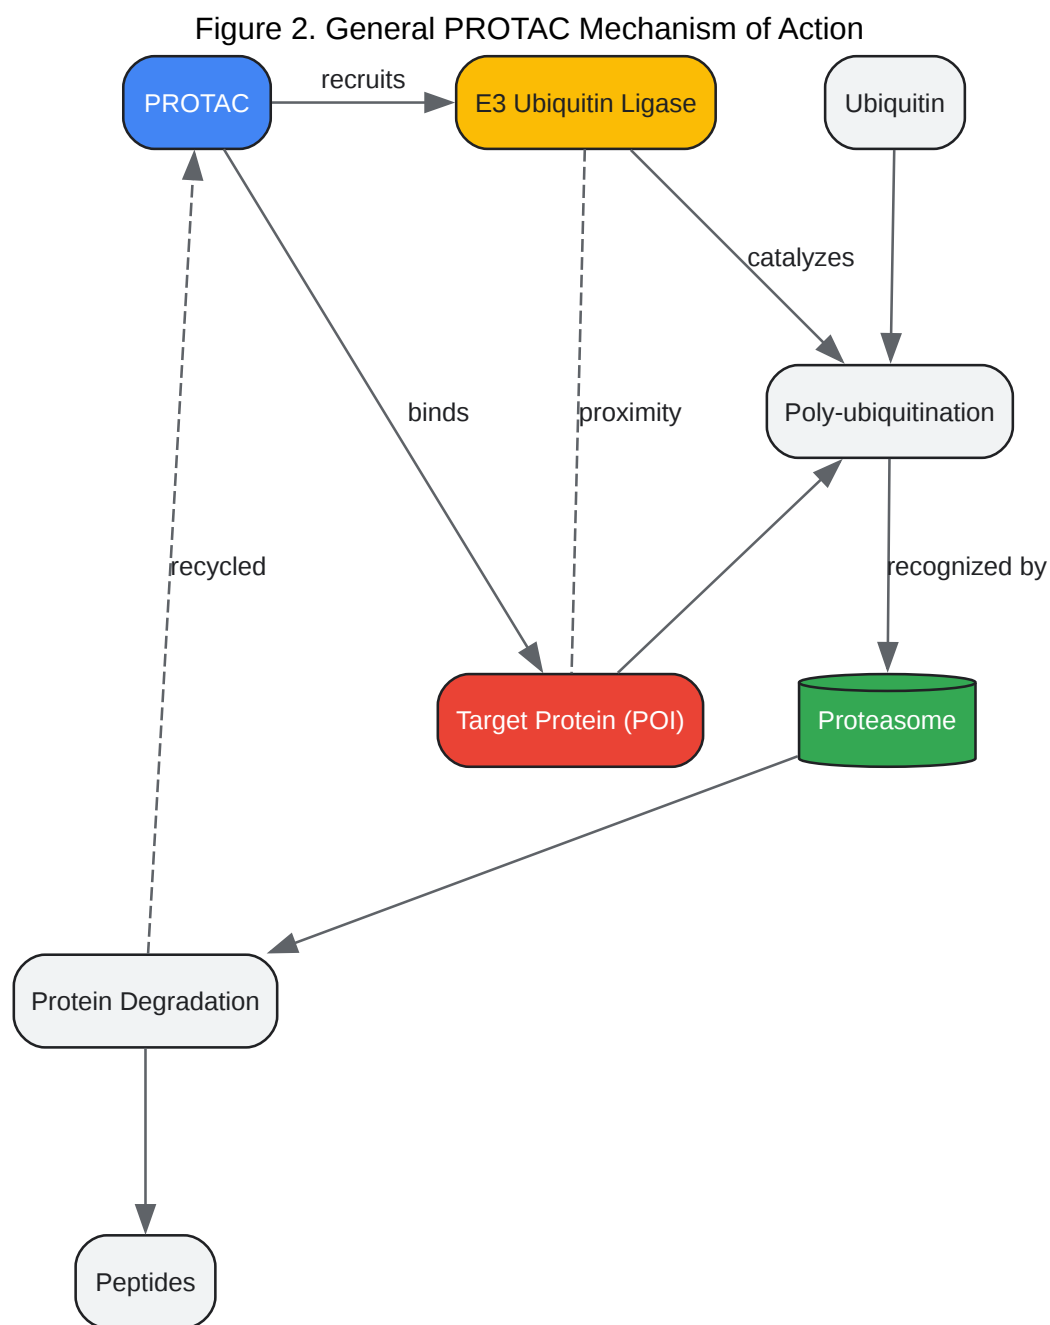 Figure 2. General PROTAC Mechanism of Action
PROTAC
recruits
E3 Ubiquitin Ligase
Ubiquitin
catalyzes
binds
proximity
Poly-ubiquitination
recycled
recognized by
Target Protein (POI)
Proteasome
Protein Degradation
Peptides